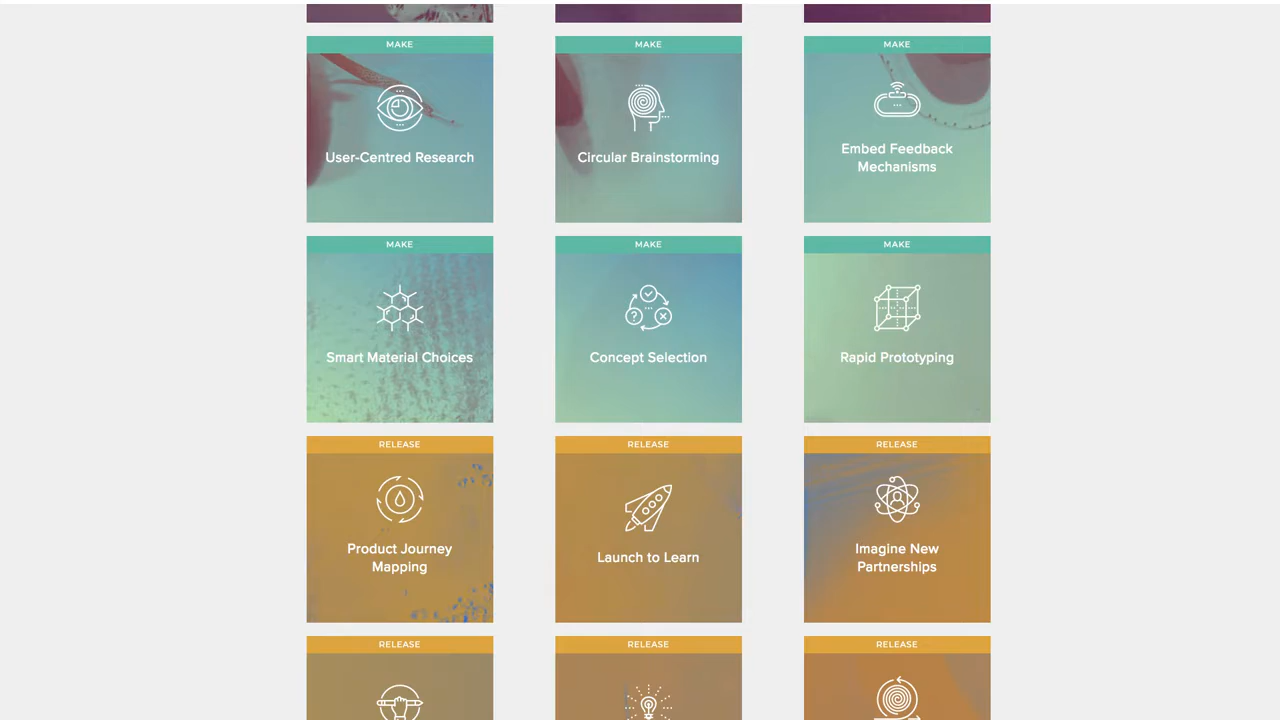 MAKE
MAKE
MAKE
User-Centred Research
Circular Brainstorming
Embed Feedback
Mechanisms
MAKE
MAKE
MAKE
?
Smart Material Choices
Concept Selection
Rapid Prototyping
RELEASE
RELEASE
RELEASE
Product Journey
Mapping
Launch to Learn
Imagine New
Partnerships
RELEASE
RELEASE
RELEASE